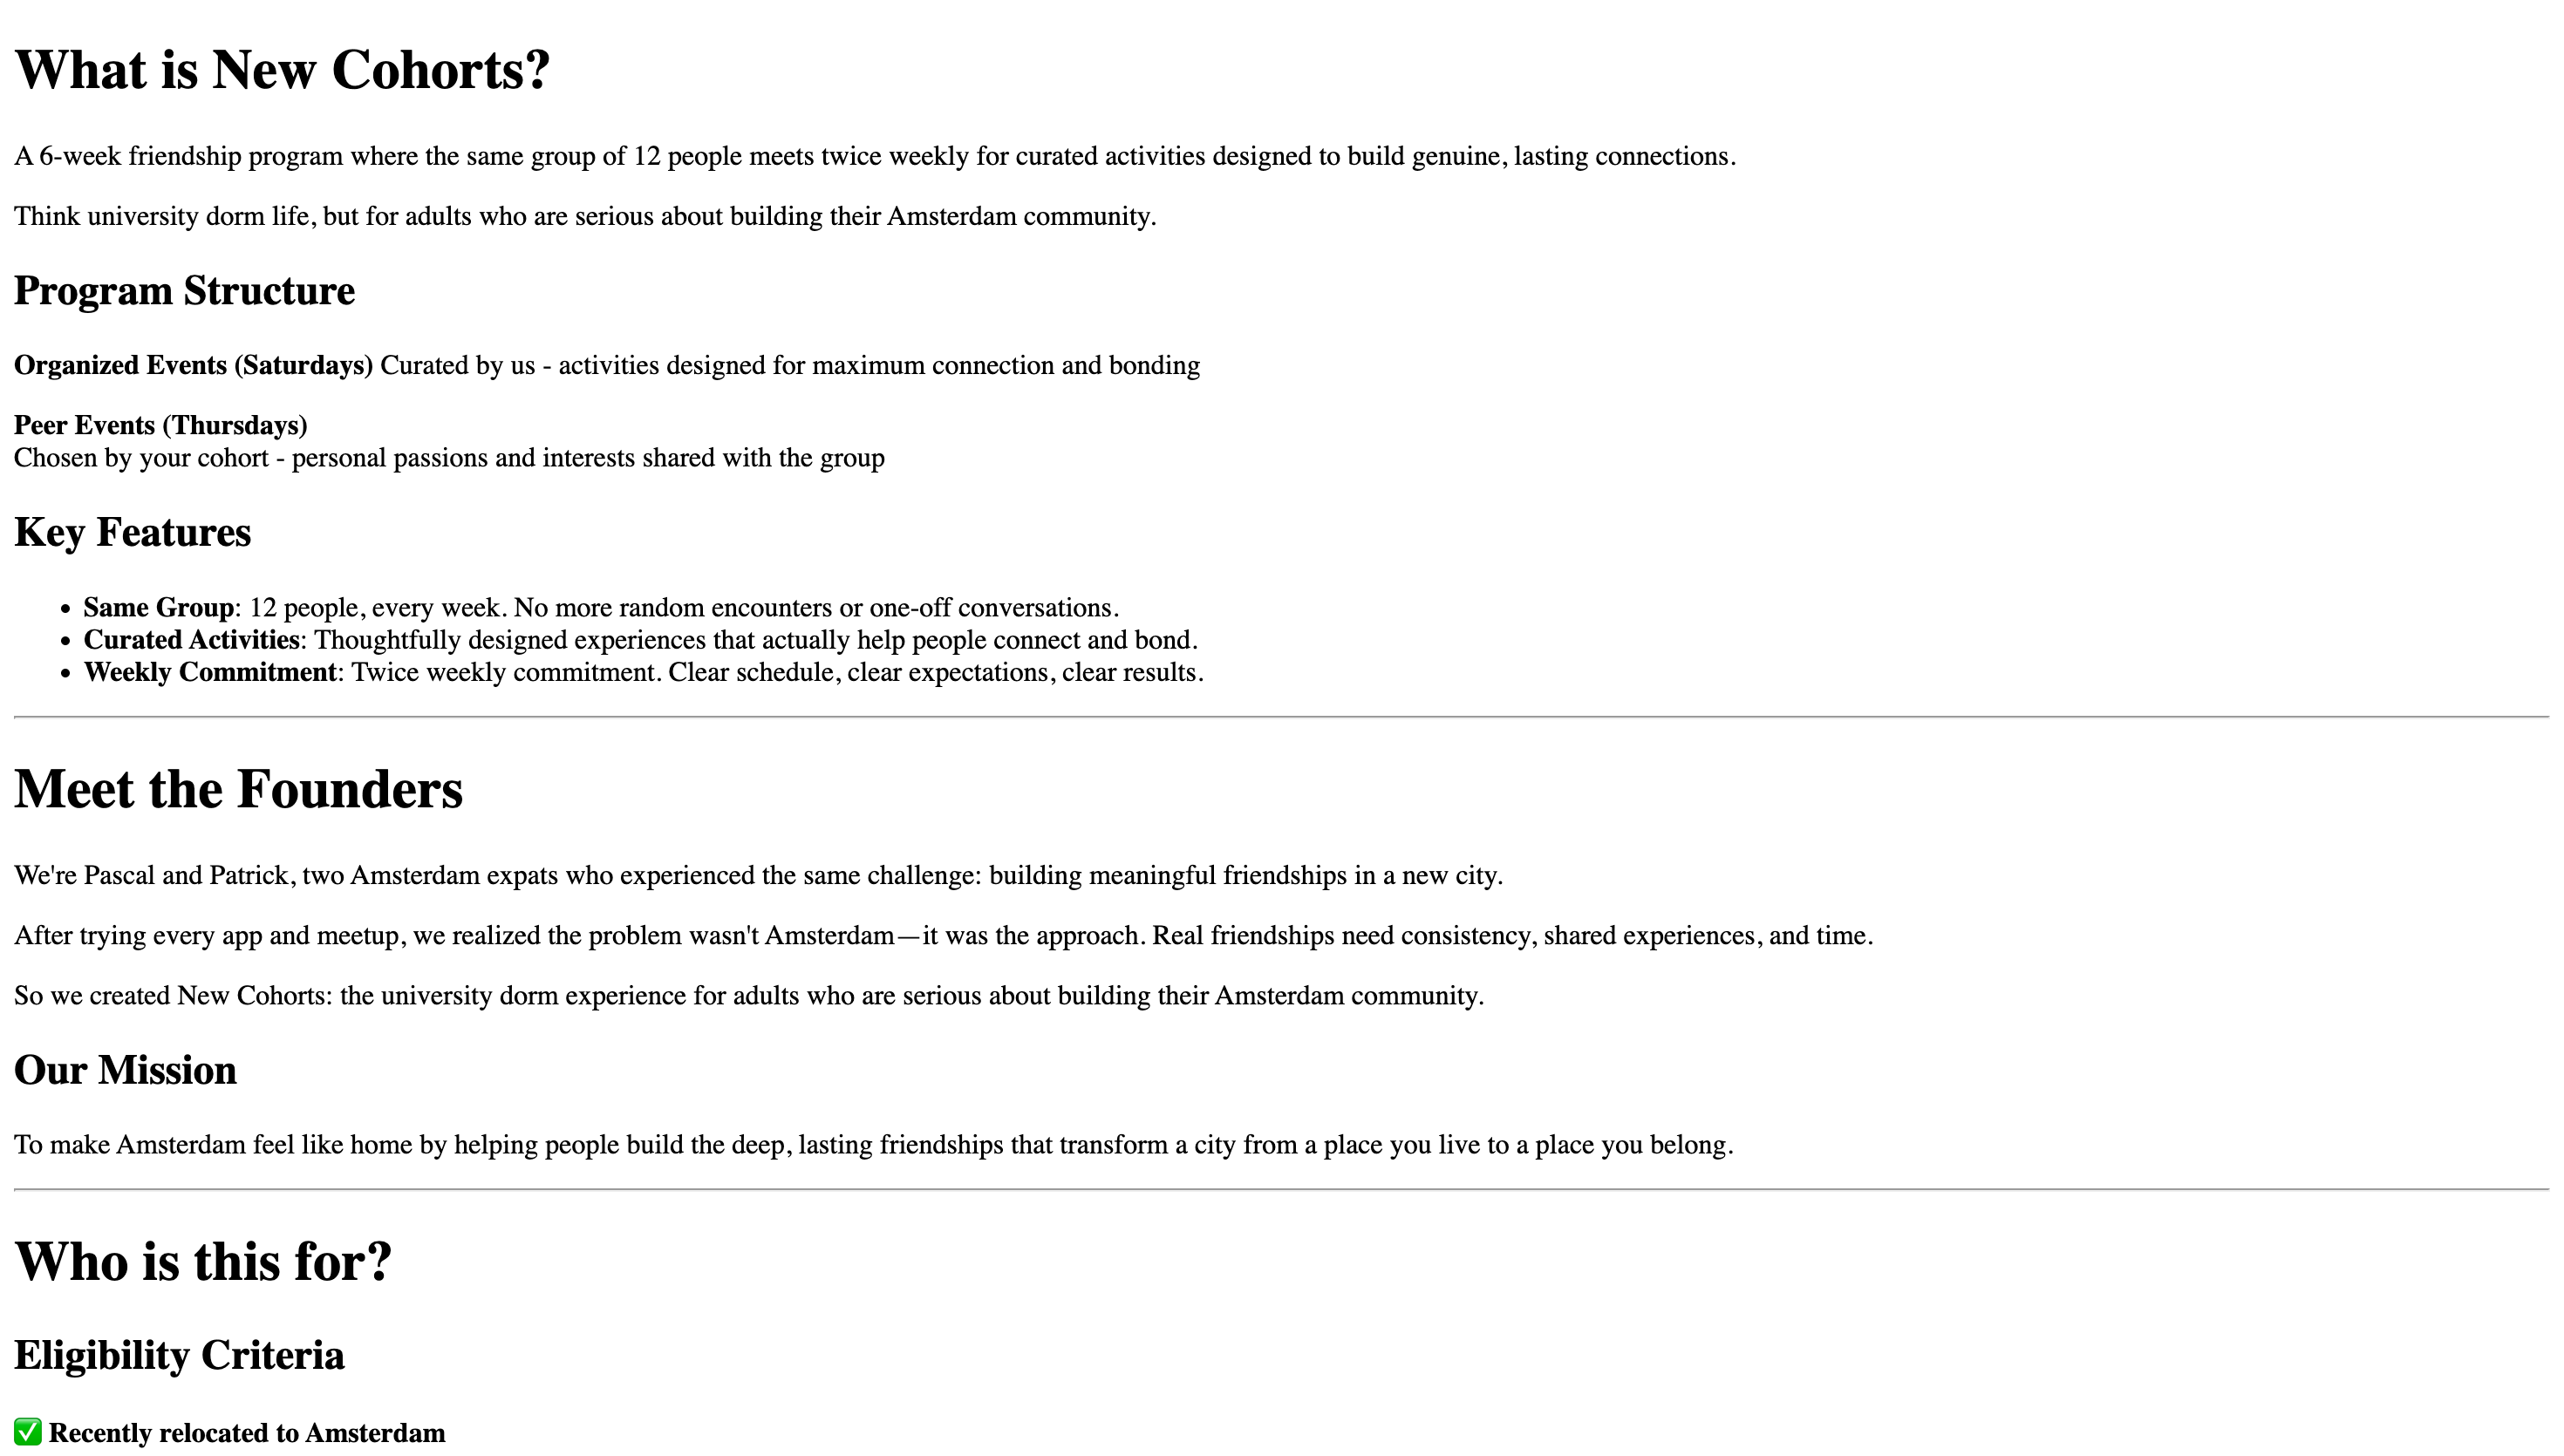 What is New Cohorts?
A 6-week friendship program where the same group of 12 people meets twice weekly for curated activities designed to build genuine, lasting connections.
Think university dorm life, but for adults who are serious about building their Amsterdam community.
Program Structure
Organized Events (Saturdays) Curated by us - activities designed for maximum connection and bonding
Peer Events (Thursdays)
Chosen by your cohort - personal passions and interests shared with the group
Key Features
• Same Group: 12 people, every week. No more random encounters or one-off conversations.
• Curated Activities: Thoughtfully designed experiences that actually help people connect and bond.
• Weekly Commitment: Twice weekly commitment. Clear schedule, clear expectations, clear results.
Meet the Founders
We're Pascal and Patrick, two Amsterdam expats who experienced the same challenge: building meaningful friendships in a new city.
After trying every app and meetup, we realized the problem wasn't Amsterdam—it was the approach. Real friendships need consistency, shared experiences, and time.
So we created New Cohorts: the university dorm experience for adults who are serious about building their Amsterdam community.
Our Mission
To make Amsterdam feel like home by helping people build the deep, lasting friendships that transform a city from a place you live to a place you belong.
Who is this for?
Eligibility Criteria
✅ Recently relocated to Amsterdam